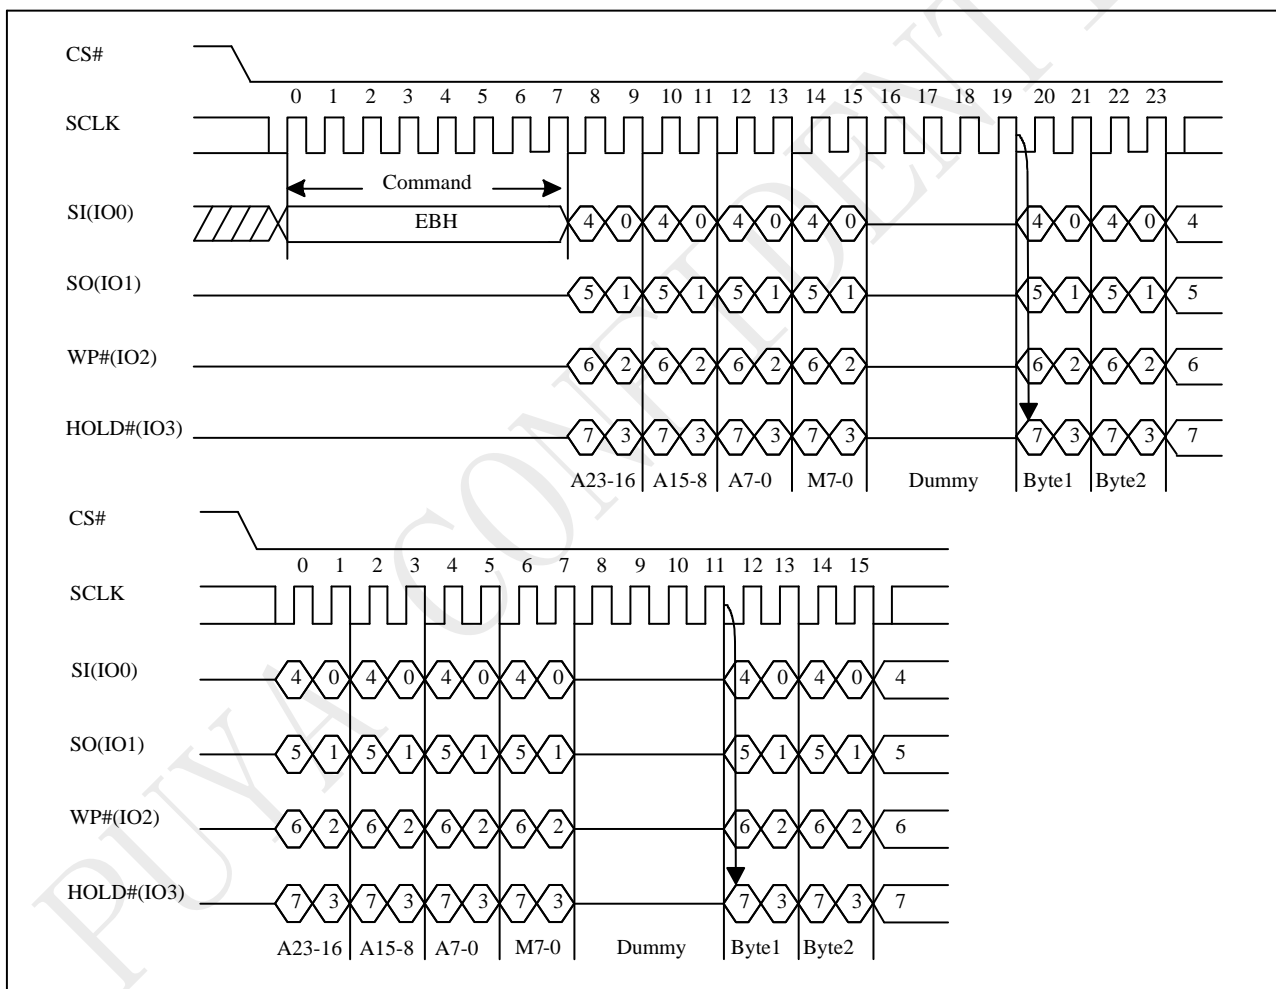 CS#
0 1 2 3 4 5 6 7 8 9 10 11 12 13 14 15 16 17 18 19 20 21 22 23
SCLK
Command
SI(IO0) EBH 4 0 4 0 4 0 4 0 4 0 4 0 4
SO(IO1) 5 1 5 1 5 1 5 1 5 1 5 1 5
WP#(IO2) 6 2 6 2 6 2 6 2 6 2 6 2 6
HOLD#(IO3) 7 3 7 3 7 3 7 3 7 3 7 3 7
A23-16 A15-8 A7-0 M7-0 Dummy Byte1 Byte2
CS#
0 1 2 3 4 5 6 7 8 9 10 11 12 13 14 15
SCLK
SI(IO0) 4 0 4 0 4 0 4 0 4 0 4 0 4
SO(IO1) 5 1 5 1 5 1 5 1 5 1 5 1 5
WP#(IO2) 6 2 6 2 6 2 6 2 6 2 6 2 6
HOLD#(IO3) 7 3 7 3 7 3 7 3 7 3 7 3 7
A23-16 A15-8 A7-0 M7-0 Dummy Byte1 Byte2
PUYA CONFIDENTI